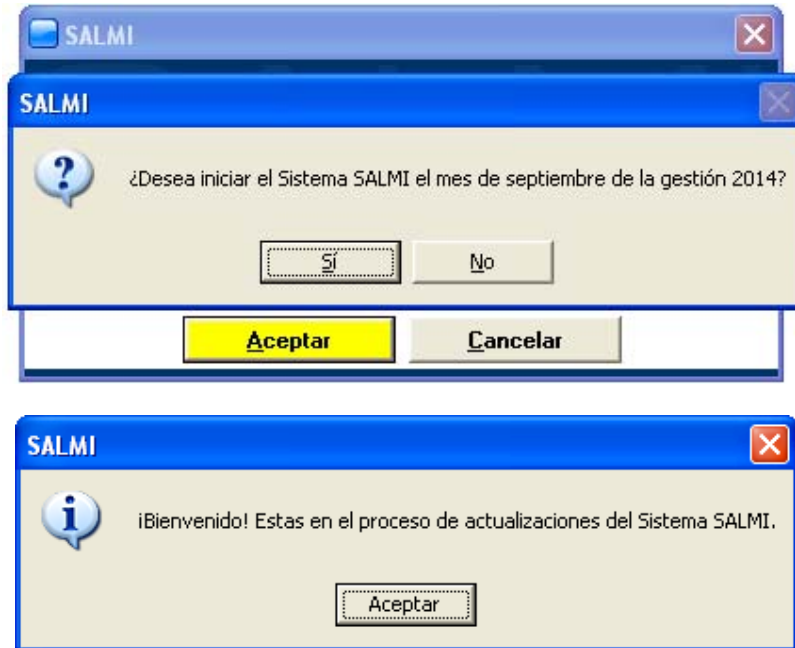 SALMI
SALMI
¿Desea iniciar el Sistema SALMI el mes de septiembre de la gestión 2014?
Sí No
Aceptar Cancelar
SALMI
¡Bienvenido! Estas en el proceso de actualizaciones del Sistema SALMI.
Aceptar